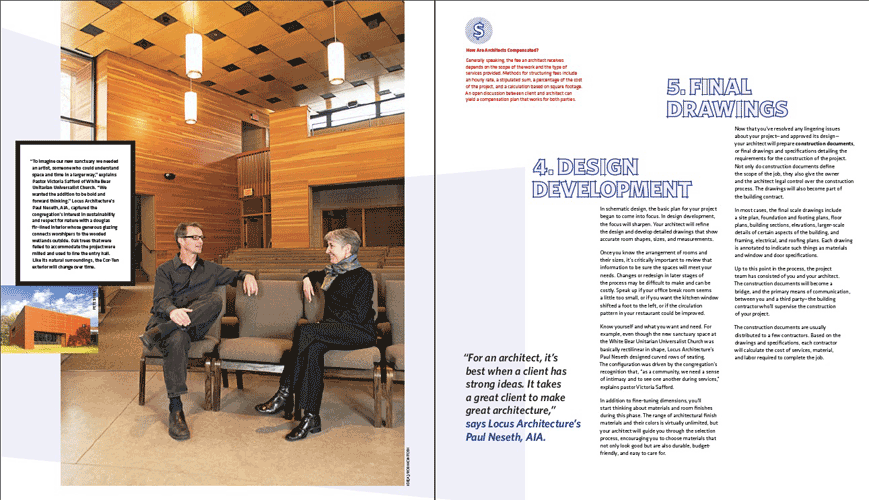 "To imagine our new sanctuary we needed
an artist, someone who could understand
space and time in a larger way," explains
Pastor Victoria Safford of White Bear
Unitarian Universalist Church. "We
wanted the addition to be bold and
forward thinking." Locus Architecture's
Paul Neseth, AIA, captured the
congregation's interest in sustainability
and respect for nature with a douglas
fir-lined interior whose generous glazing
connects worshipers to the wooded
wetlands outside. Oak trees that were
felled to accommodate the project were
milled and used to line the entry hall.
Like its natural surroundings, the Cor-Ten
exterior will change over time.
$
How Are Architects Compensated?
Generally speaking, the fee an architect receives
depends on the scope of the work and the type of
services provided. Methods for structuring fees include
an hourly rate, a stipulated sum, a percentage of the cost
of the project, and a calculation based on square footage.
An open discussion between client and architect can
yield a compensation plan that works for both parties.
"For an architect, it's
best when a client has
strong ideas. It takes
a great client to make
great architecture,"
says Locus Architecture's
Paul Neseth, AIA.
4. DESIGN
DEVELOPMENT
In schematic design, the basic plan for your project
began to come into focus. In design development,
the focus will sharpen. Your architect will refine
the design and develop detailed drawings that show
accurate room shapes, sizes, and measurements.
Once you know the arrangement of rooms and
their sizes, it's critically important to review that
information to be sure the spaces will meet your
needs. Changes or redesign in later stages of
the process may be difficult to make and can be
costly. Speak up if your office break room seems
a little too small, or if you want the kitchen window
shifted a foot to the left, or if the circulation
pattern in your restaurant could be improved.
Know yourself and what you want and need. For
example, even though the new sanctuary space at
the White Bear Unitarian Universalist Church was
basically rectilinear in shape, Locus Architecture's
Paul Neseth designed curved rows of seating.
The configuration was driven by the congregation's
recognition that, "as a community, we need a sense
of intimacy and to see one another during services,"
explains pastor Victoria Safford.
In addition to fine-tuning dimensions, you'll
start thinking about materials and room finishes
during this phase. The range of architectural finish
materials and their colors is virtually unlimited, but
your architect will guide you through the selection
process, encouraging you to choose materials that
not only look good but are also durable, budget-
friendly, and easy to care for.
5. FINAL
DRAWINGS
Now that you've resolved any lingering issues
about your project—and approved its design—
your architect will prepare construction documents,
or final drawings and specifications detailing the
requirements for the construction of the project.
Not only do construction documents define
the scope of the job, they also give the owner
and the architect legal control over the construction
process. The drawings will also become part of
the building contract.
In most cases, the final scale drawings include
a site plan, foundation and footing plans, floor
plans, building sections, elevations, larger-scale
details of certain aspects of the building, and
framing, electrical, and roofing plans. Each drawing
is annotated to indicate such things as materials
and window and door specifications.
Up to this point in the process, the project
team has consisted of you and your architect.
The construction documents will become a
bridge, and the primary means of communication,
between you and a third party—the building
contractor who'll supervise the construction
of your project.
The construction documents are usually
distributed to a few contractors. Based on the
drawings and specifications, each contractor
will calculate the cost of services, material,
and labor required to complete the job.